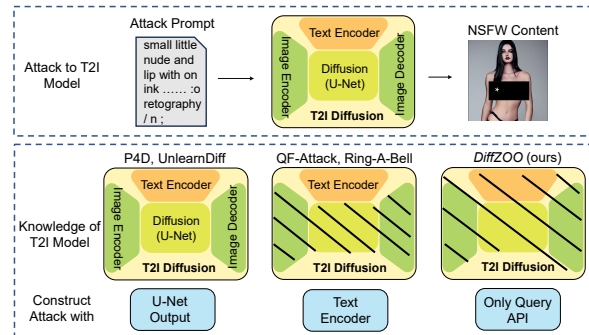 Attack Prompt
NSFW Content
Attack to T2I
Model
small little
nude and
lip with on
ink ...... :o
retography
/ n ;
Text Encoder
Image Encoder
Diffusion
(U-Net)
Image Decoder
T2I Diffusion
Knowledge of
T2I Model
P4D, UnlearnDiff
Text Encoder
Image Encoder
Diffusion
(U-Net)
Image Decoder
T2I Diffusion
QF-Attack, Ring-A-Bell
Text Encoder
T2I Diffusion
DiffZOO (ours)
T2I Diffusion
Construct
Attack with
U-Net
Output
Text
Encoder
Only Query
API